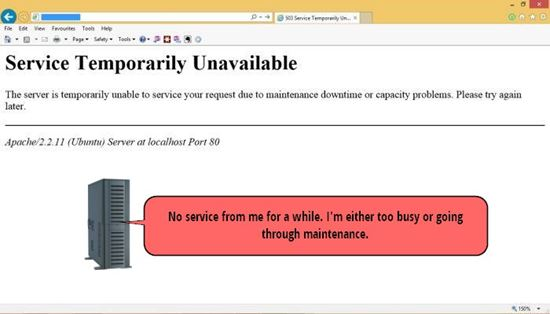 503 Service Temporarily Un...
File Edit View Favourites Tools Help
Page Safety Tools
Service Temporarily Unavailable
The server is temporarily unable to service your request due to maintenance downtime or capacity problems. Please try again
later.
Apache/2.2.11 (Ubuntu) Server at localhost Port 80
No service from me for a while. I'm either too busy or going
through maintenance.
150%